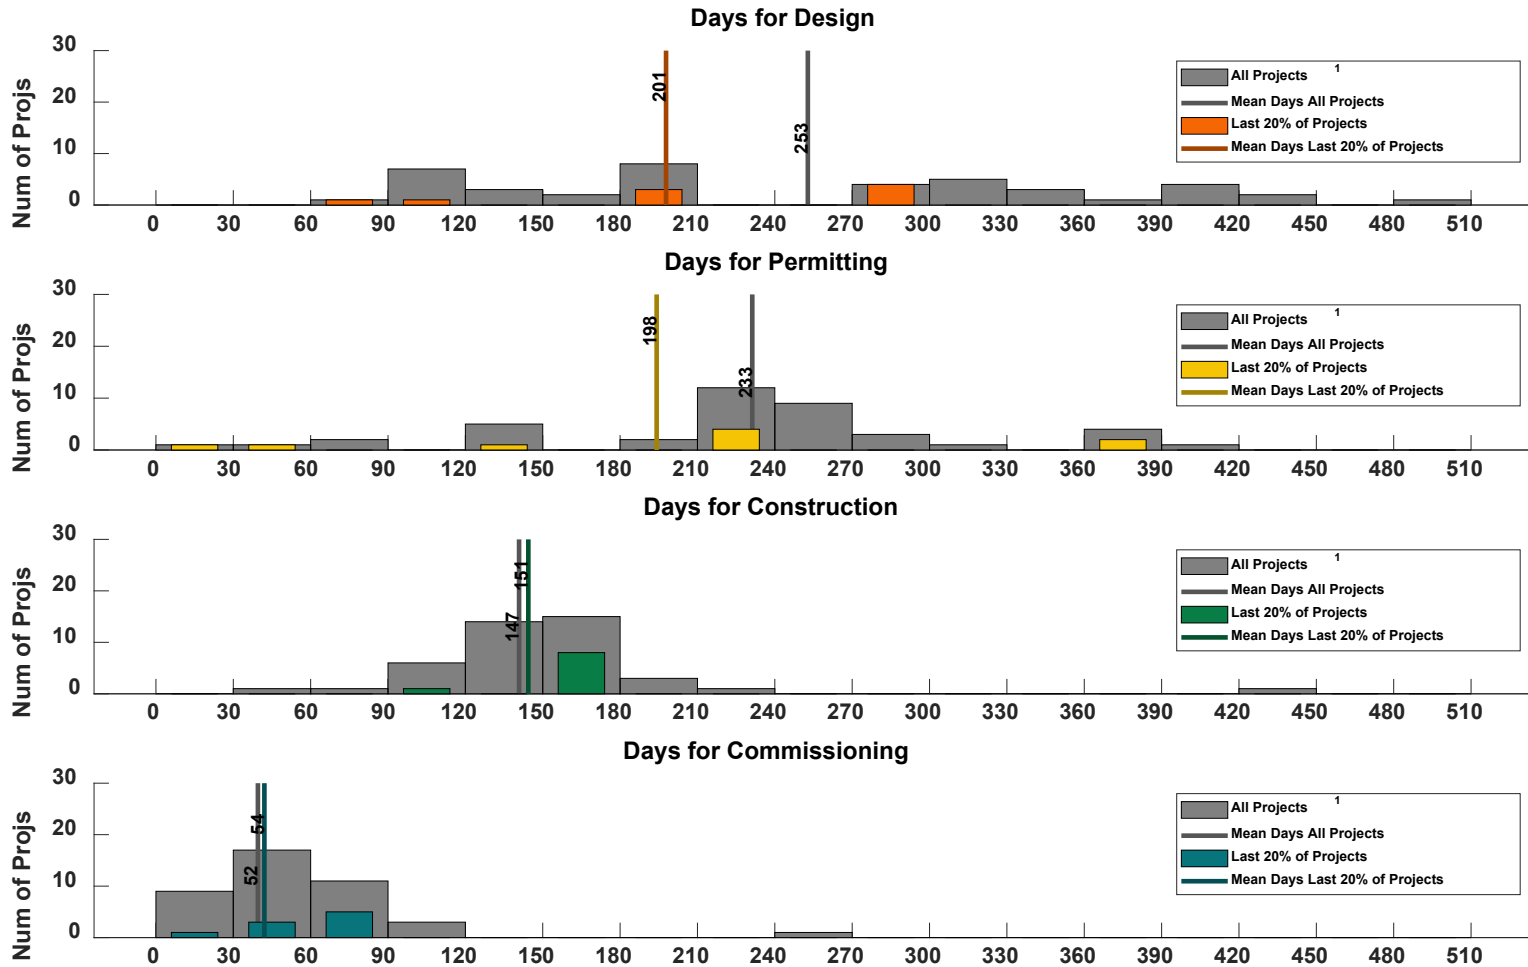 Days for Design
30
20
10
0
Num of Projs
201
253
All Projects 1
Mean Days All Projects
Last 20% of Projects
Mean Days Last 20% of Projects
0 30 60 90 120 150 180 210 240 270 300 330 360 390 420 450 480 510
Days for Permitting
30
20
10
0
Num of Projs
198
233
All Projects 1
Mean Days All Projects
Last 20% of Projects
Mean Days Last 20% of Projects
0 30 60 90 120 150 180 210 240 270 300 330 360 390 420 450 480 510
Days for Construction
30
20
10
0
Num of Projs
147
151
All Projects 1
Mean Days All Projects
Last 20% of Projects
Mean Days Last 20% of Projects
0 30 60 90 120 150 180 210 240 270 300 330 360 390 420 450 480 510
Days for Commissioning
30
20
10
0
Num of Projs
52
54
All Projects 1
Mean Days All Projects
Last 20% of Projects
Mean Days Last 20% of Projects
0 30 60 90 120 150 180 210 240 270 300 330 360 390 420 450 480 510